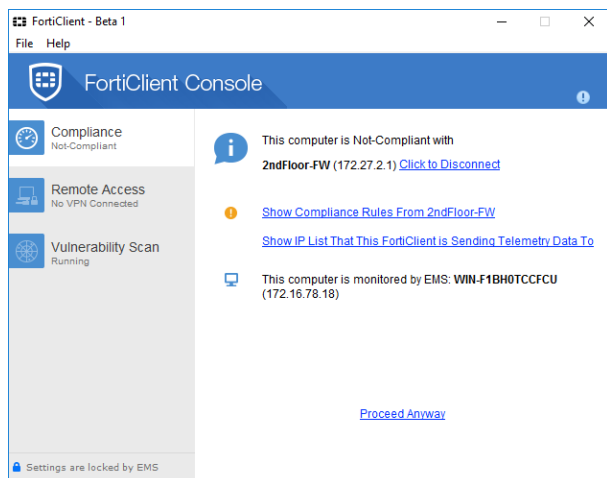 FortiClient - Beta 1
File Help
FortiClient Console
Compliance
Not-Compliant
Remote Access
No VPN Connected
Vulnerability Scan
Running
This computer is Not-Compliant with
2ndFloor-FW (172.27.2.1) Click to Disconnect
Show Compliance Rules From 2ndFloor-FW
Show IP List That This FortiClient is Sending Telemetry Data To
This computer is monitored by EMS: WIN-F1BH0TCCFCU
(172.16.78.18)
Proceed Anyway
Settings are locked by EMS